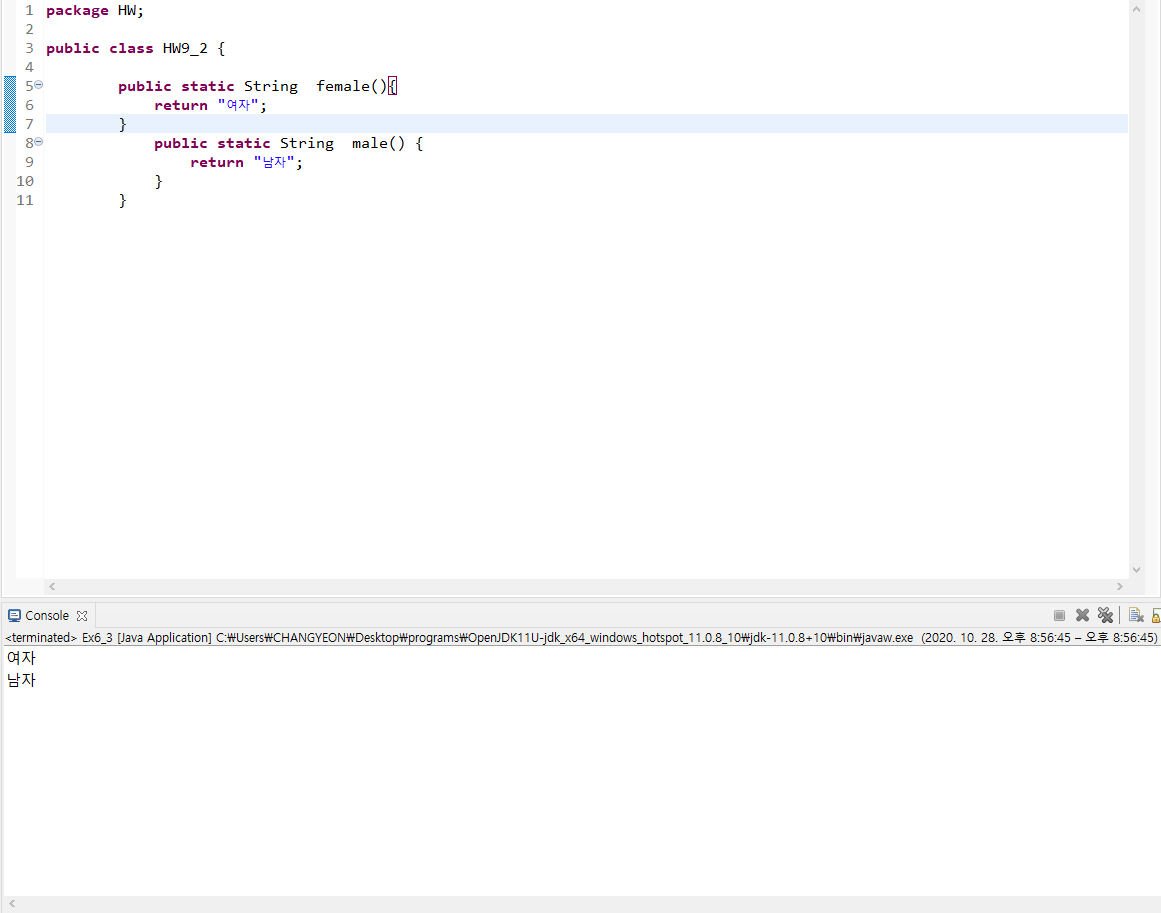 1 package HW;
2
3 public class HW9_2 {
4
5 public static String  female(){
6 return "여자";
7 }
8 public static String  male() {
9 return "남자";
10 }
11 }
Console
<terminated> Ex6_3 [Java Application] C:₩Users₩CHANGYEON₩Desktop₩programs₩OpenJDK11U-jdk_x64_windows_hotspot_11.0.8_10₩jdk-11.0.8+10₩bin₩javaw.exe  (2020. 10. 28. 오후 8:56:45 – 오후 8:56:45)
여자
남자